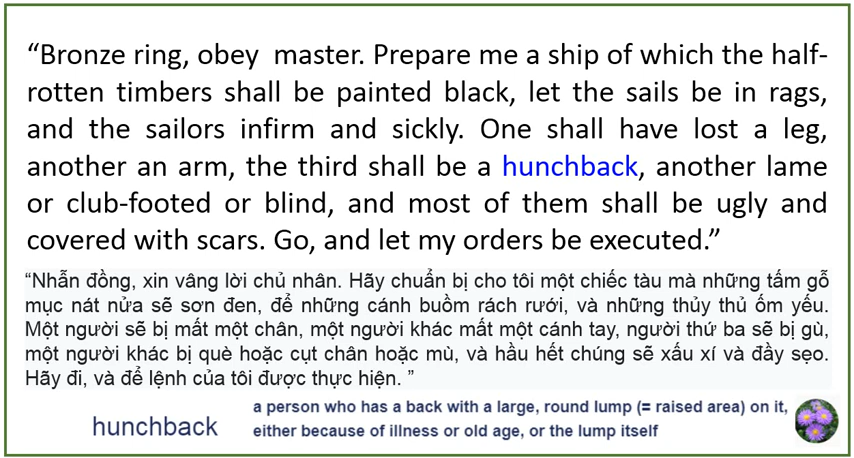 “Bronze ring, obey  master. Prepare me a ship of which the half-
rotten timbers shall be painted black, let the sails be in rags,
and the sailors infirm and sickly. One shall have lost a leg,
another an arm, the third shall be a hunchback, another lame
or club-footed or blind, and most of them shall be ugly and
covered with scars. Go, and let my orders be executed.”
“Nhẫn đồng, xin vâng lời chủ nhân. Hãy chuẩn bị cho tôi một chiếc tàu mà những tấm gỗ
mục nát nửa sẽ sơn đen, để những cánh buồm rách rưới, và những thủy thủ ốm yếu.
Một người sẽ bị mất một chân, một người khác mất một cánh tay, người thứ ba sẽ bị gù,
một người khác bị què hoặc cụt chân hoặc mù, và hầu hết chúng sẽ xấu xí và đầy sẹo.
Hãy đi, và để lệnh của tôi được thực hiện. ”
hunchback
a person who has a back with a large, round lump (= raised area) on it,
either because of illness or old age, or the lump itself